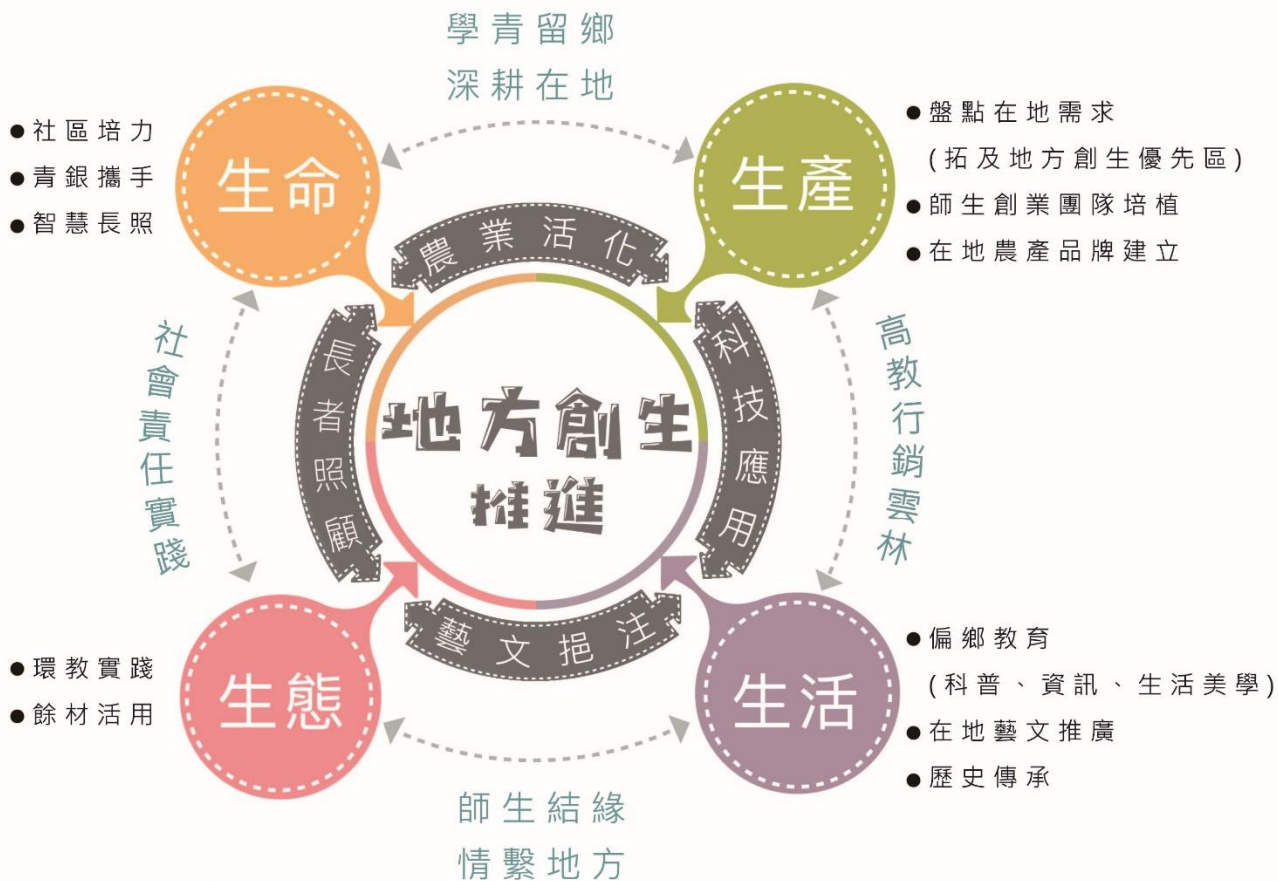 學青留鄉
深耕在地
生命
● 社區培力
● 青銀攜手
● 智慧長照
生產
● 盤點在地需求
(拓及地方創生優先區)
● 師生創業團隊培植
● 在地農產品牌建立
農業活化
社會責任實踐
長者照顧
地方創生
推進
科技應用
高教行銷雲林
藝文挹注
生態
● 環教實踐
● 餘材活用
生活
● 偏鄉教育
(科普、資訊、生活美學)
● 在地藝文推廣
● 歷史傳承
師生結緣
情繫地方